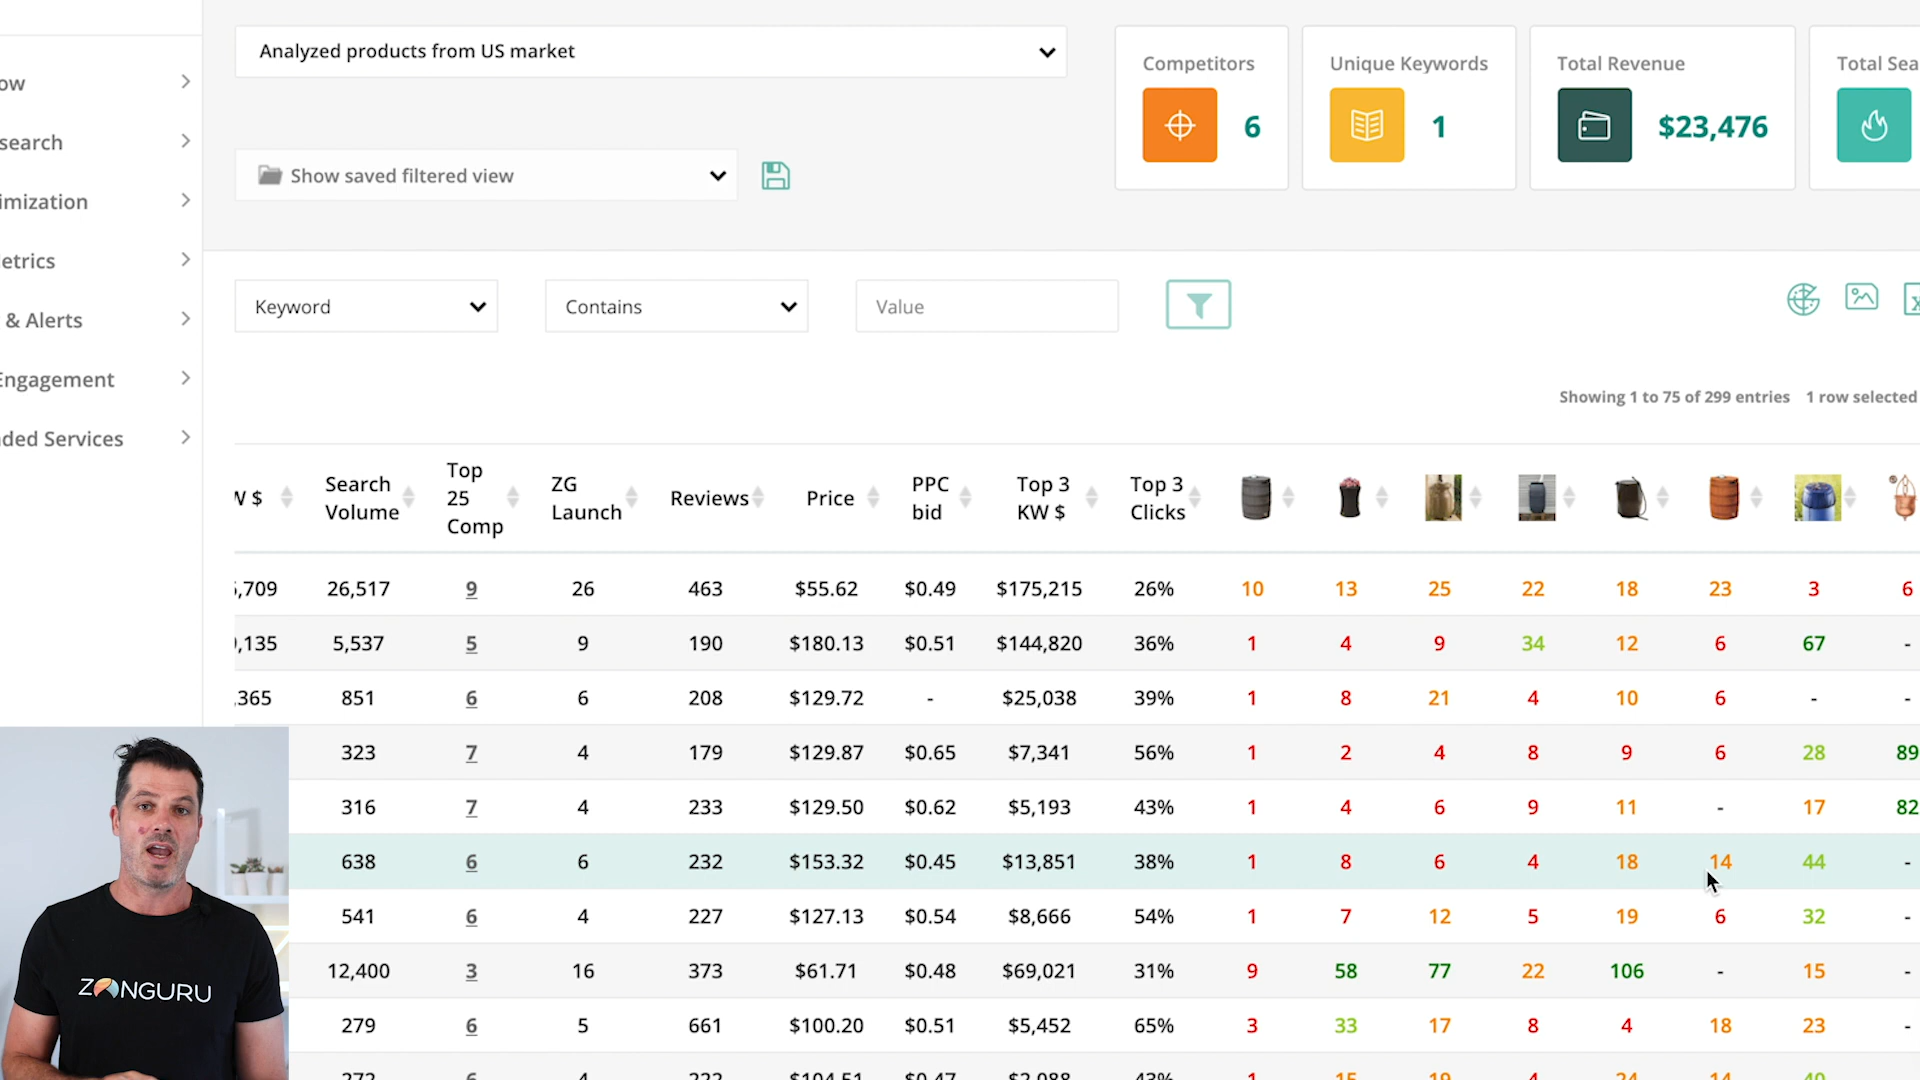 Analyzed products from US market
Show saved filtered view
Competitors
6
Unique Keywords
1
Total Revenue
$23,476
Total Sea
ow
search
imization
etrics
& Alerts
Engagement
ded Services
Keyword
Contains
Value
Showing 1 to 75 of 299 entries 1 row selected
W $ Search Volume Top 25 Comp ZG Launch Reviews Price PPC bid Top 3 KW $ Top 3 Clicks
,709 26,517 9 26 463 $55.62 $0.49 $175,215 26% 10 13 25 22 18 23 3 6
,135 5,537 5 9 190 $180.13 $0.51 $144,820 36% 1 4 9 34 12 6 67 -
,365 851 6 6 208 $129.72 - $25,038 39% 1 8 21 4 10 6 - -
323 7 4 179 $129.87 $0.65 $7,341 56% 1 2 4 8 9 6 28 89
316 7 4 233 $129.50 $0.62 $5,193 43% 1 4 6 9 11 - 17 82
638 6 6 232 $153.32 $0.45 $13,851 38% 1 8 6 4 18 14 44 -
541 6 4 227 $127.13 $0.54 $8,666 54% 1 7 12 5 19 6 32 -
12,400 3 16 373 $61.71 $0.48 $69,021 31% 9 58 77 22 106 - 15 -
279 6 5 661 $100.20 $0.51 $5,452 65% 3 33 17 8 4 18 23 -
ZONGURU